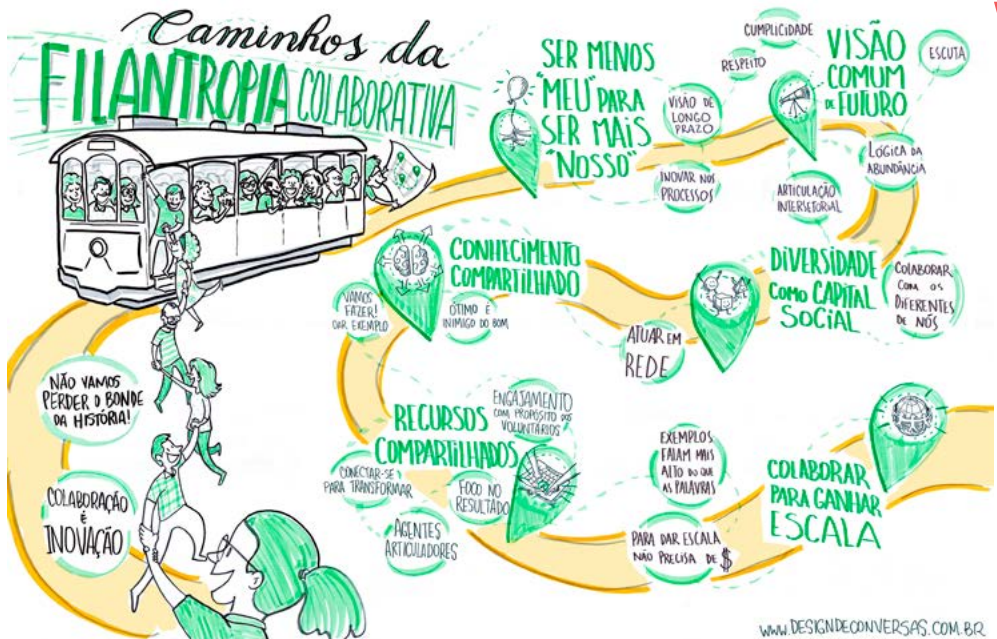 Caminhos da
FILANTROPIA COLABORATIVA
SER MENOS
"MEU" PARA
SER MAIS
"NOSSO"
VISÃO DE
LONGO
PRAZO
INOVAR NOS
PROCESSOS
RESPEITO
CUMPLICIDADE
VISÃO
COMUM
DE FUTURO
ESCUTA
LÓGICA DA
ABUNDÂNCIA
ARTICULAÇÃO
INTERSETORIAL
DIVERSIDADE
COMO CAPITAL
SOCIAL
COLABORAR
COM OS
DIFERENTES
DE NÓS
ATUAR EM
REDE
CONHECIMENTO
COMPARTILHADO
VAMOS
FAZER!
DAR EXEMPLO
ÓTIMO É
INIMIGO DO BOM
RECURSOS
COMPARTILHADOS
ENGAJAMENTO
COM PROPÓSITO DOS
VOLUNTÁRIOS
CONECTAR-SE
PARA TRANSFORMAR
FOCO NO
RESULTADO
AGENTES
ARTICULADORES
EXEMPLOS
FALAM MAIS
ALTO DO QUE
AS PALAVRAS
PARA DAR ESCALA
NÃO PRECISA DE $
COLABORAR
PARA GANHAR
ESCALA
NÃO VAMOS
PERDER O BONDE
DA HISTÓRIA!
COLABORAÇÃO
É
INOVAÇÃO
WWW.DESIGNDECONVERSAS.COM.BR